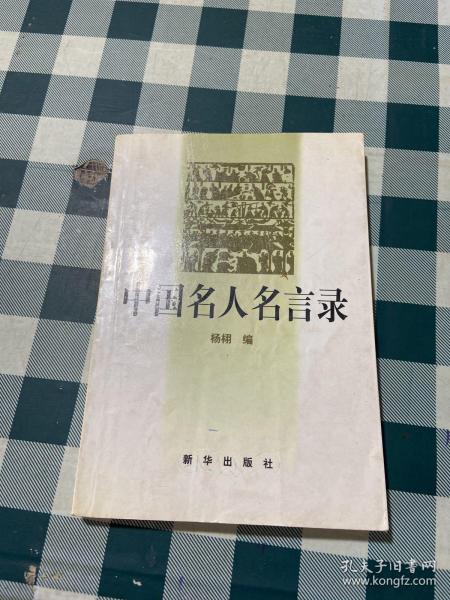 中国名人名言录
杨栩 编
新华出版社
孔夫子旧书网
www.kongfz.com